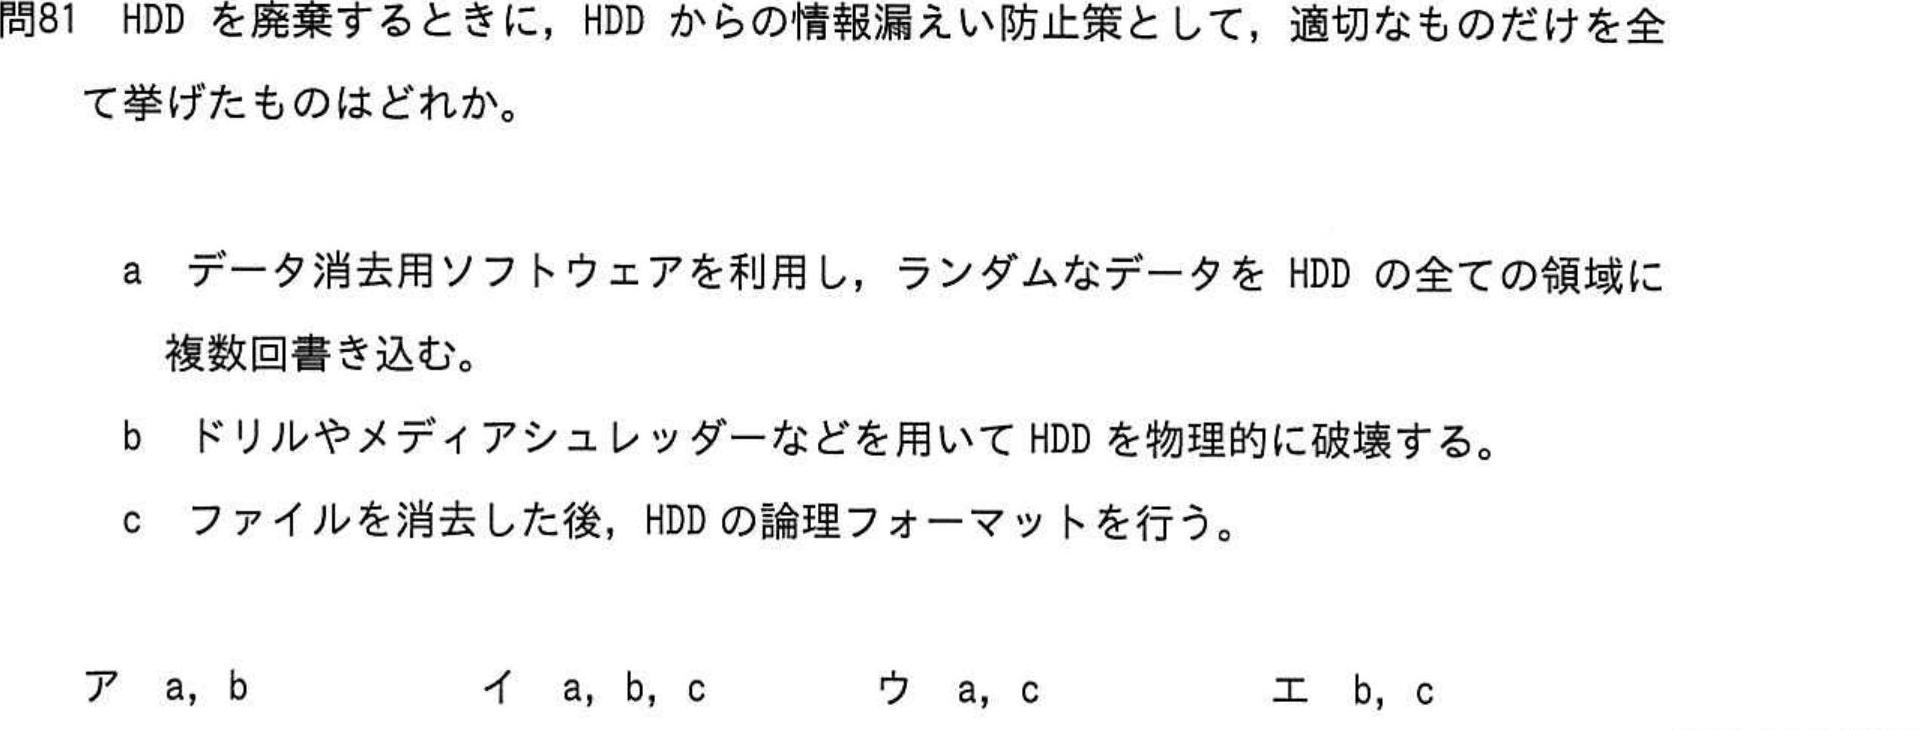 問81 HDD を廃棄するときに，HDD からの情報漏えい防止策として，適切なものだけを全
て挙げたものはどれか。
a データ消去用ソフトウェアを利用し，ランダムなデータを HDD の全ての領域に
複数回書き込む。
b ドリルやメディアシュレッダーなどを用いて HDD を物理的に破壊する。
c ファイルを消去した後，HDD の論理フォーマットを行う。
ア a, b イ a, b, c ウ a, c エ b, c